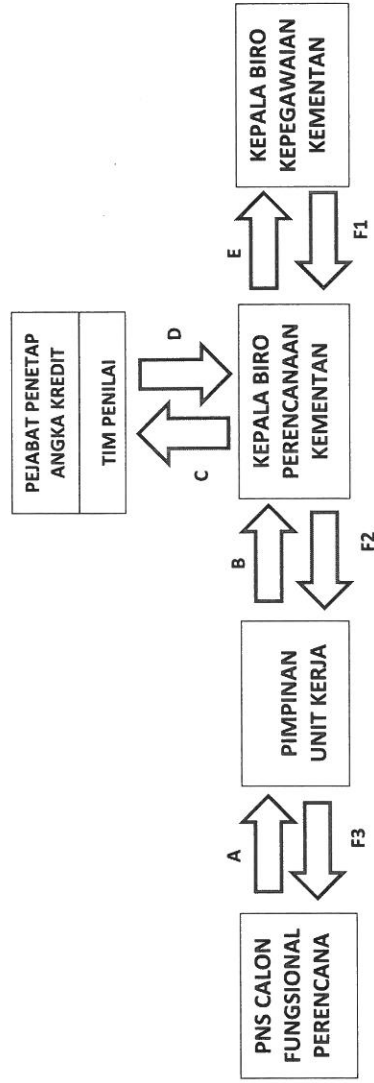 PEJABAT PENETAP
ANGKA KREDIT
TIM PENILAI
C
D
PNS CALON
FUNGSIONAL
PERENCANA
A
F3
PIMPINAN
UNIT KERJA
B
F2
KEPALA BIRO
PERENCANAAN
KEMENTAN
E
F1
KEPALA BIRO
KEPEGAWAIAN
KEMENTAN